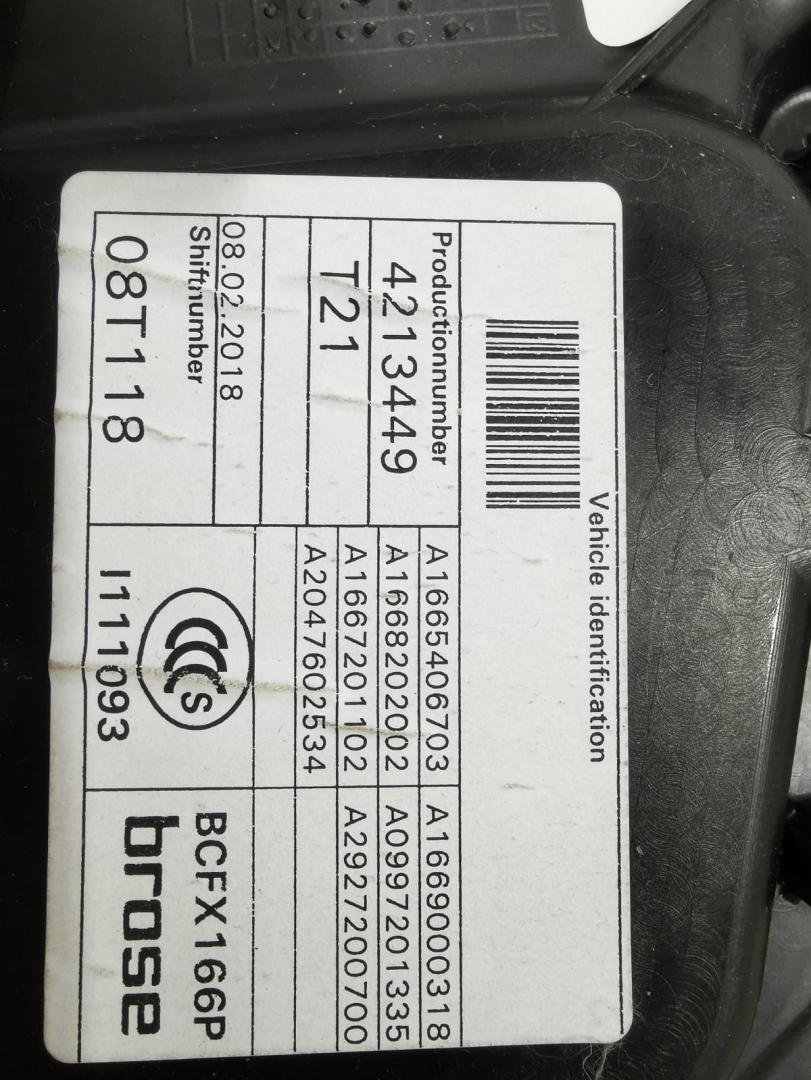 Vehicle identification
Productionnumber
4213449
T21
08.02.2018
Shiftnumber
08T118
A1665406703 A1669000318
A1668202002 A0997201335
A1667201102 A2927200700
A2047602534
CCC S
I111093
BCFX166P
brose